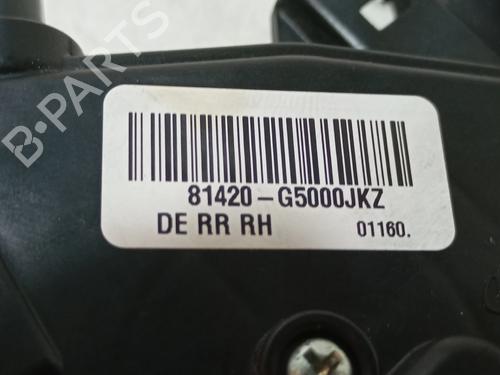 B-PARTS
81420-G5000JKZ
DE RR RH 01160.